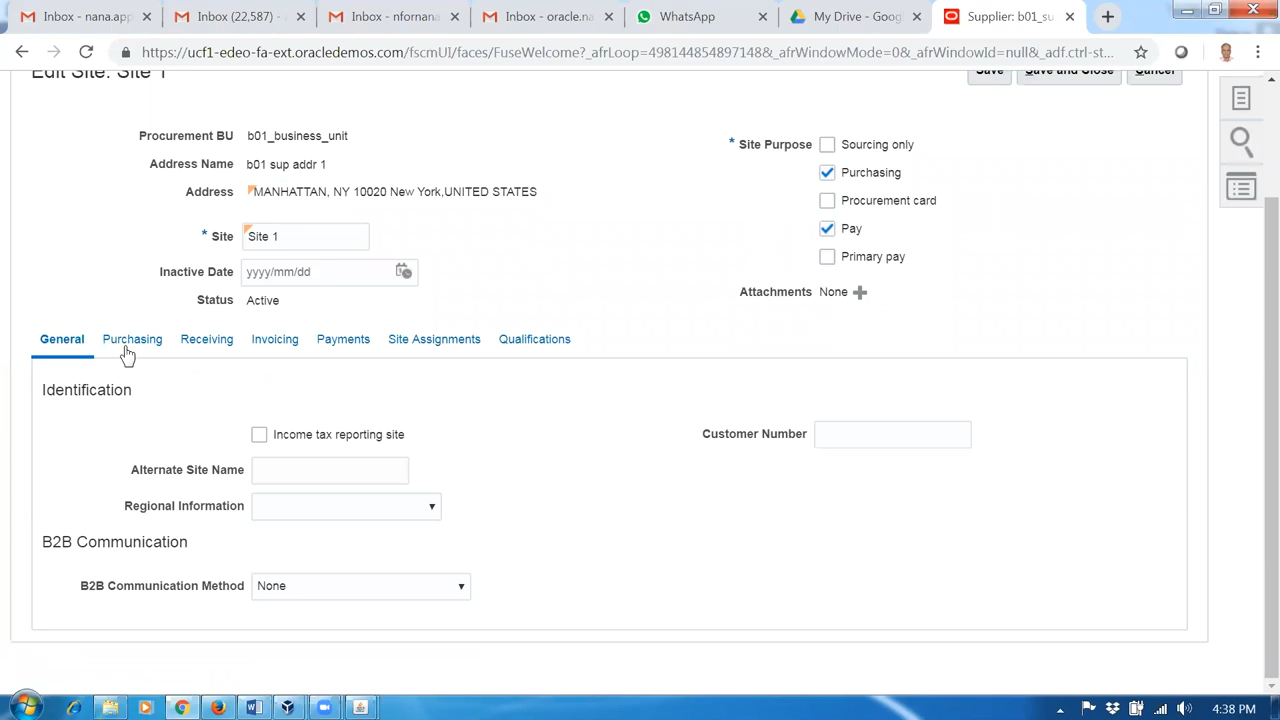 Inbox - nana.app
Inbox (22,587) -
Inbox - nfornam
Inbox - osare.no
WhatsApp
My Drive - Goog
Supplier: b01_su
https://ucf1-edeo-fa-ext.oracledemos.com/fscmUI/faces/FuseWelcome?_afrLoop=49814485489714​8&_afrWindowMode=0&_afrWindowId=null&_adf.ctrl-st...
Edit Site: Site 1
Save
Save and Close
Cancel
Procurement BU b01_business_unit
Address Name b01 sup addr 1
Address MANHATTAN, NY 10020 New York,UNITED STATES
* Site Site 1
Inactive Date yyyy/mm/dd
Status Active
* Site Purpose Sourcing only
Purchasing
Procurement card
Pay
Primary pay
Attachments None
General Purchasing Receiving Invoicing Payments Site Assignments Qualifications
Identification
Income tax reporting site
Customer Number
Alternate Site Name
Regional Information
B2B Communication
B2B Communication Method None
4:38 PM